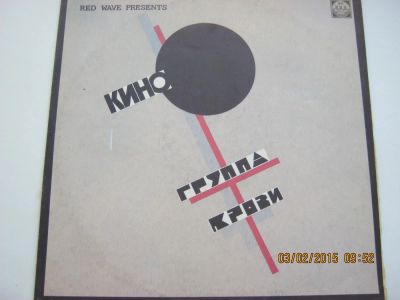 RED WAVE PRESENTS
КИНО
ГРУППА
КРОВИ
03/02/2015 09:52